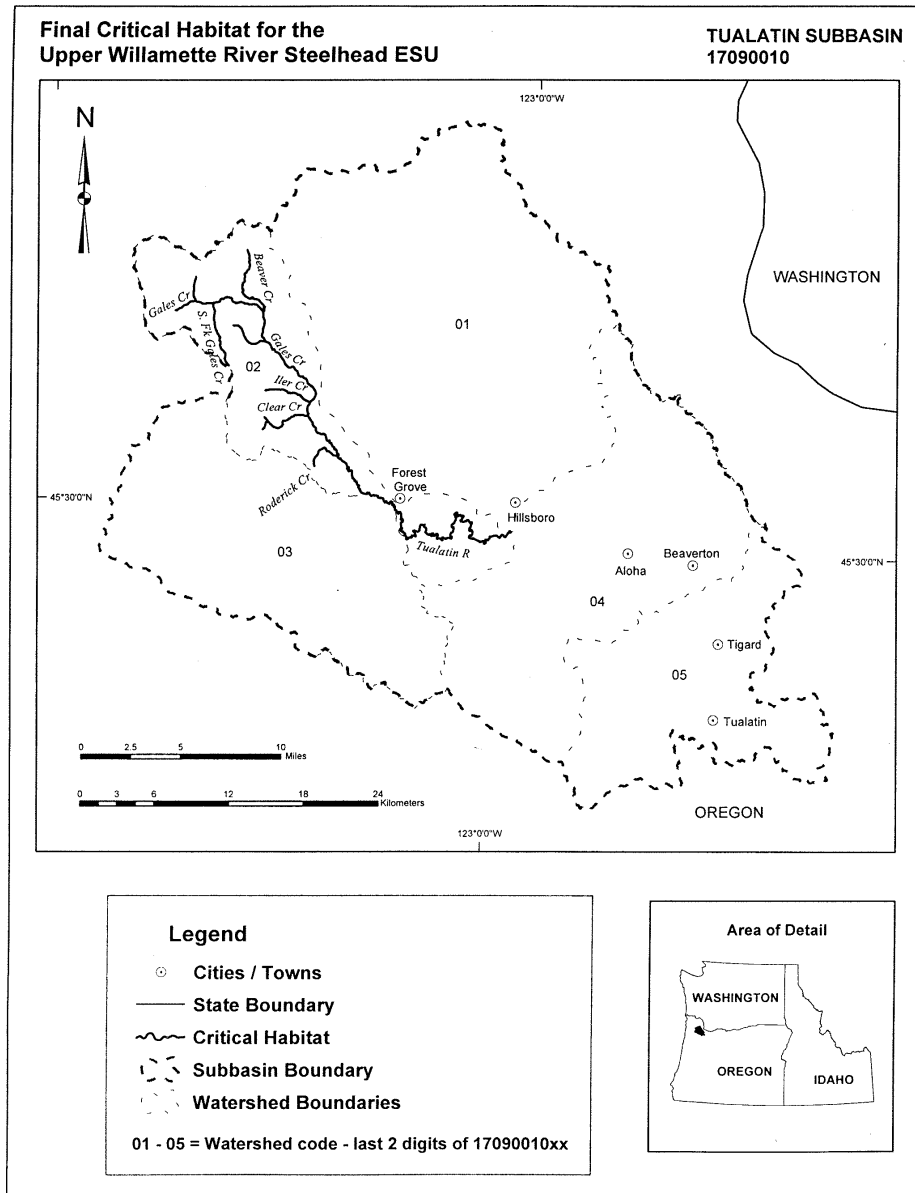 Final Critical Habitat for the
Upper Willamette River Steelhead ESU
TUALATIN SUBBASIN
17090010
123°0'0"W
N
WASHINGTON
Beaver Cr
Gales Cr
S. Fk Gales Cr
01
Gales Cr
02
Iler Cr
Clear Cr
Roderick Cr
Forest
Grove
45°30'0"N
Hillsboro
Tualatin R
03
Aloha
Beaverton
45°30'0"N
04
Tigard
05
Tualatin
0 2.5 5 10
Miles
0 3 6 12 18 24
Kilometers
OREGON
123°0'0"W
Legend
Cities / Towns
State Boundary
Critical Habitat
Subbasin Boundary
Watershed Boundaries
01 - 05 = Watershed code - last 2 digits of 17090010xx
Area of Detail
WASHINGTON
OREGON
IDAHO